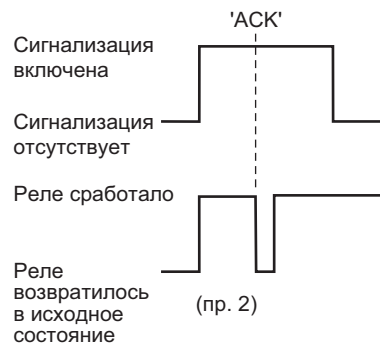 'ACK'
Сигнализация
включена
Сигнализация
отсутствует
Реле сработало
Реле
возвратилось
в исходное
состояние
(пр. 2)